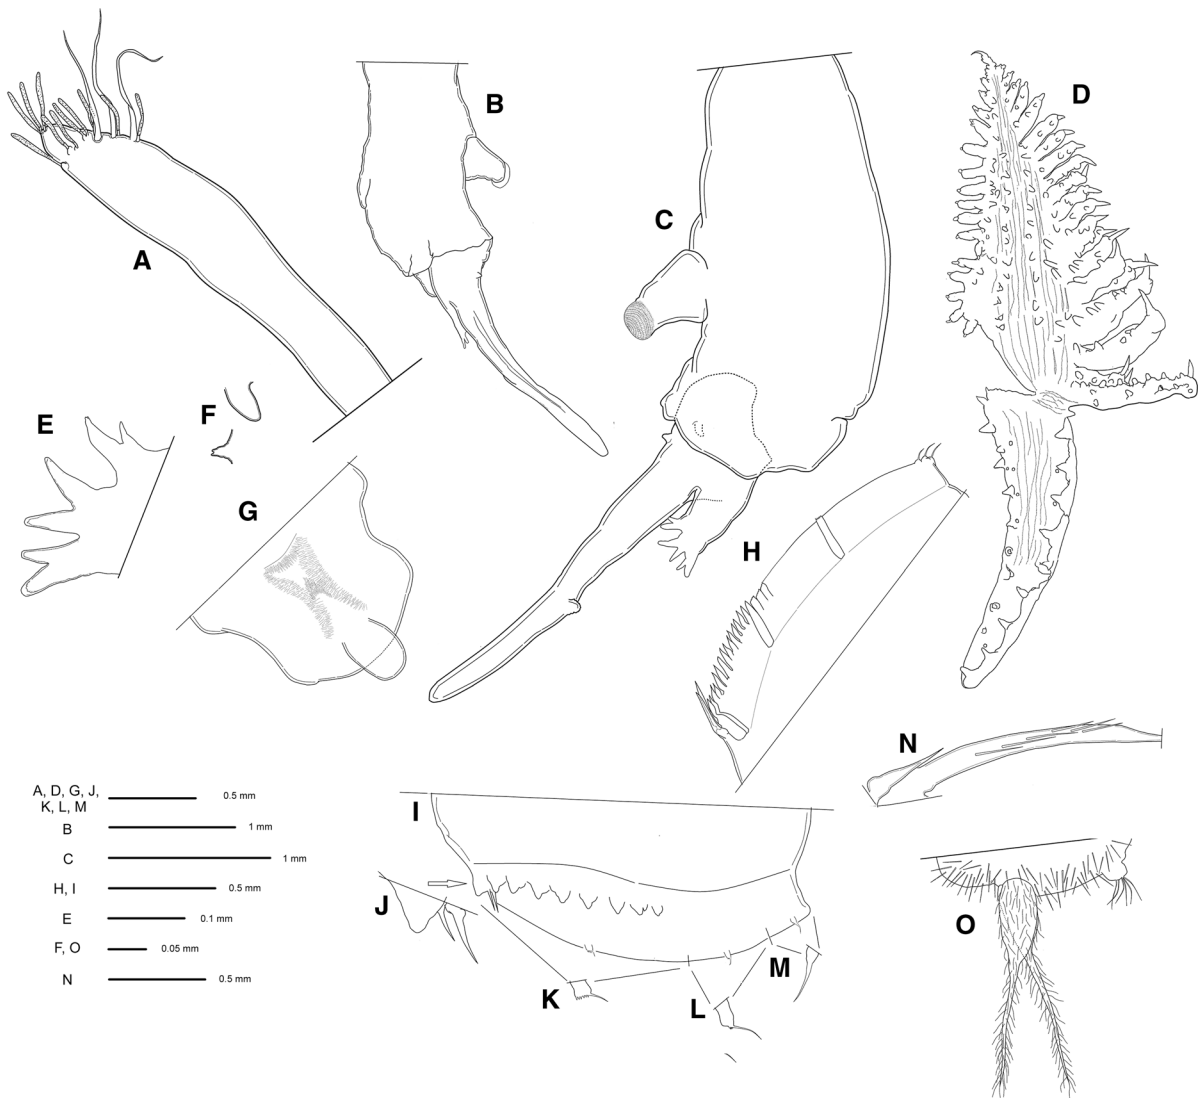 A
B
C
D
E
F
G
H
I
J
K
L
M
N
O
A, D, G, J,
K, L, M 0.5 mm
B 1 mm
C 1 mm
H, I 0.5 mm
E 0.1 mm
F, O 0.05 mm
N 0.5 mm